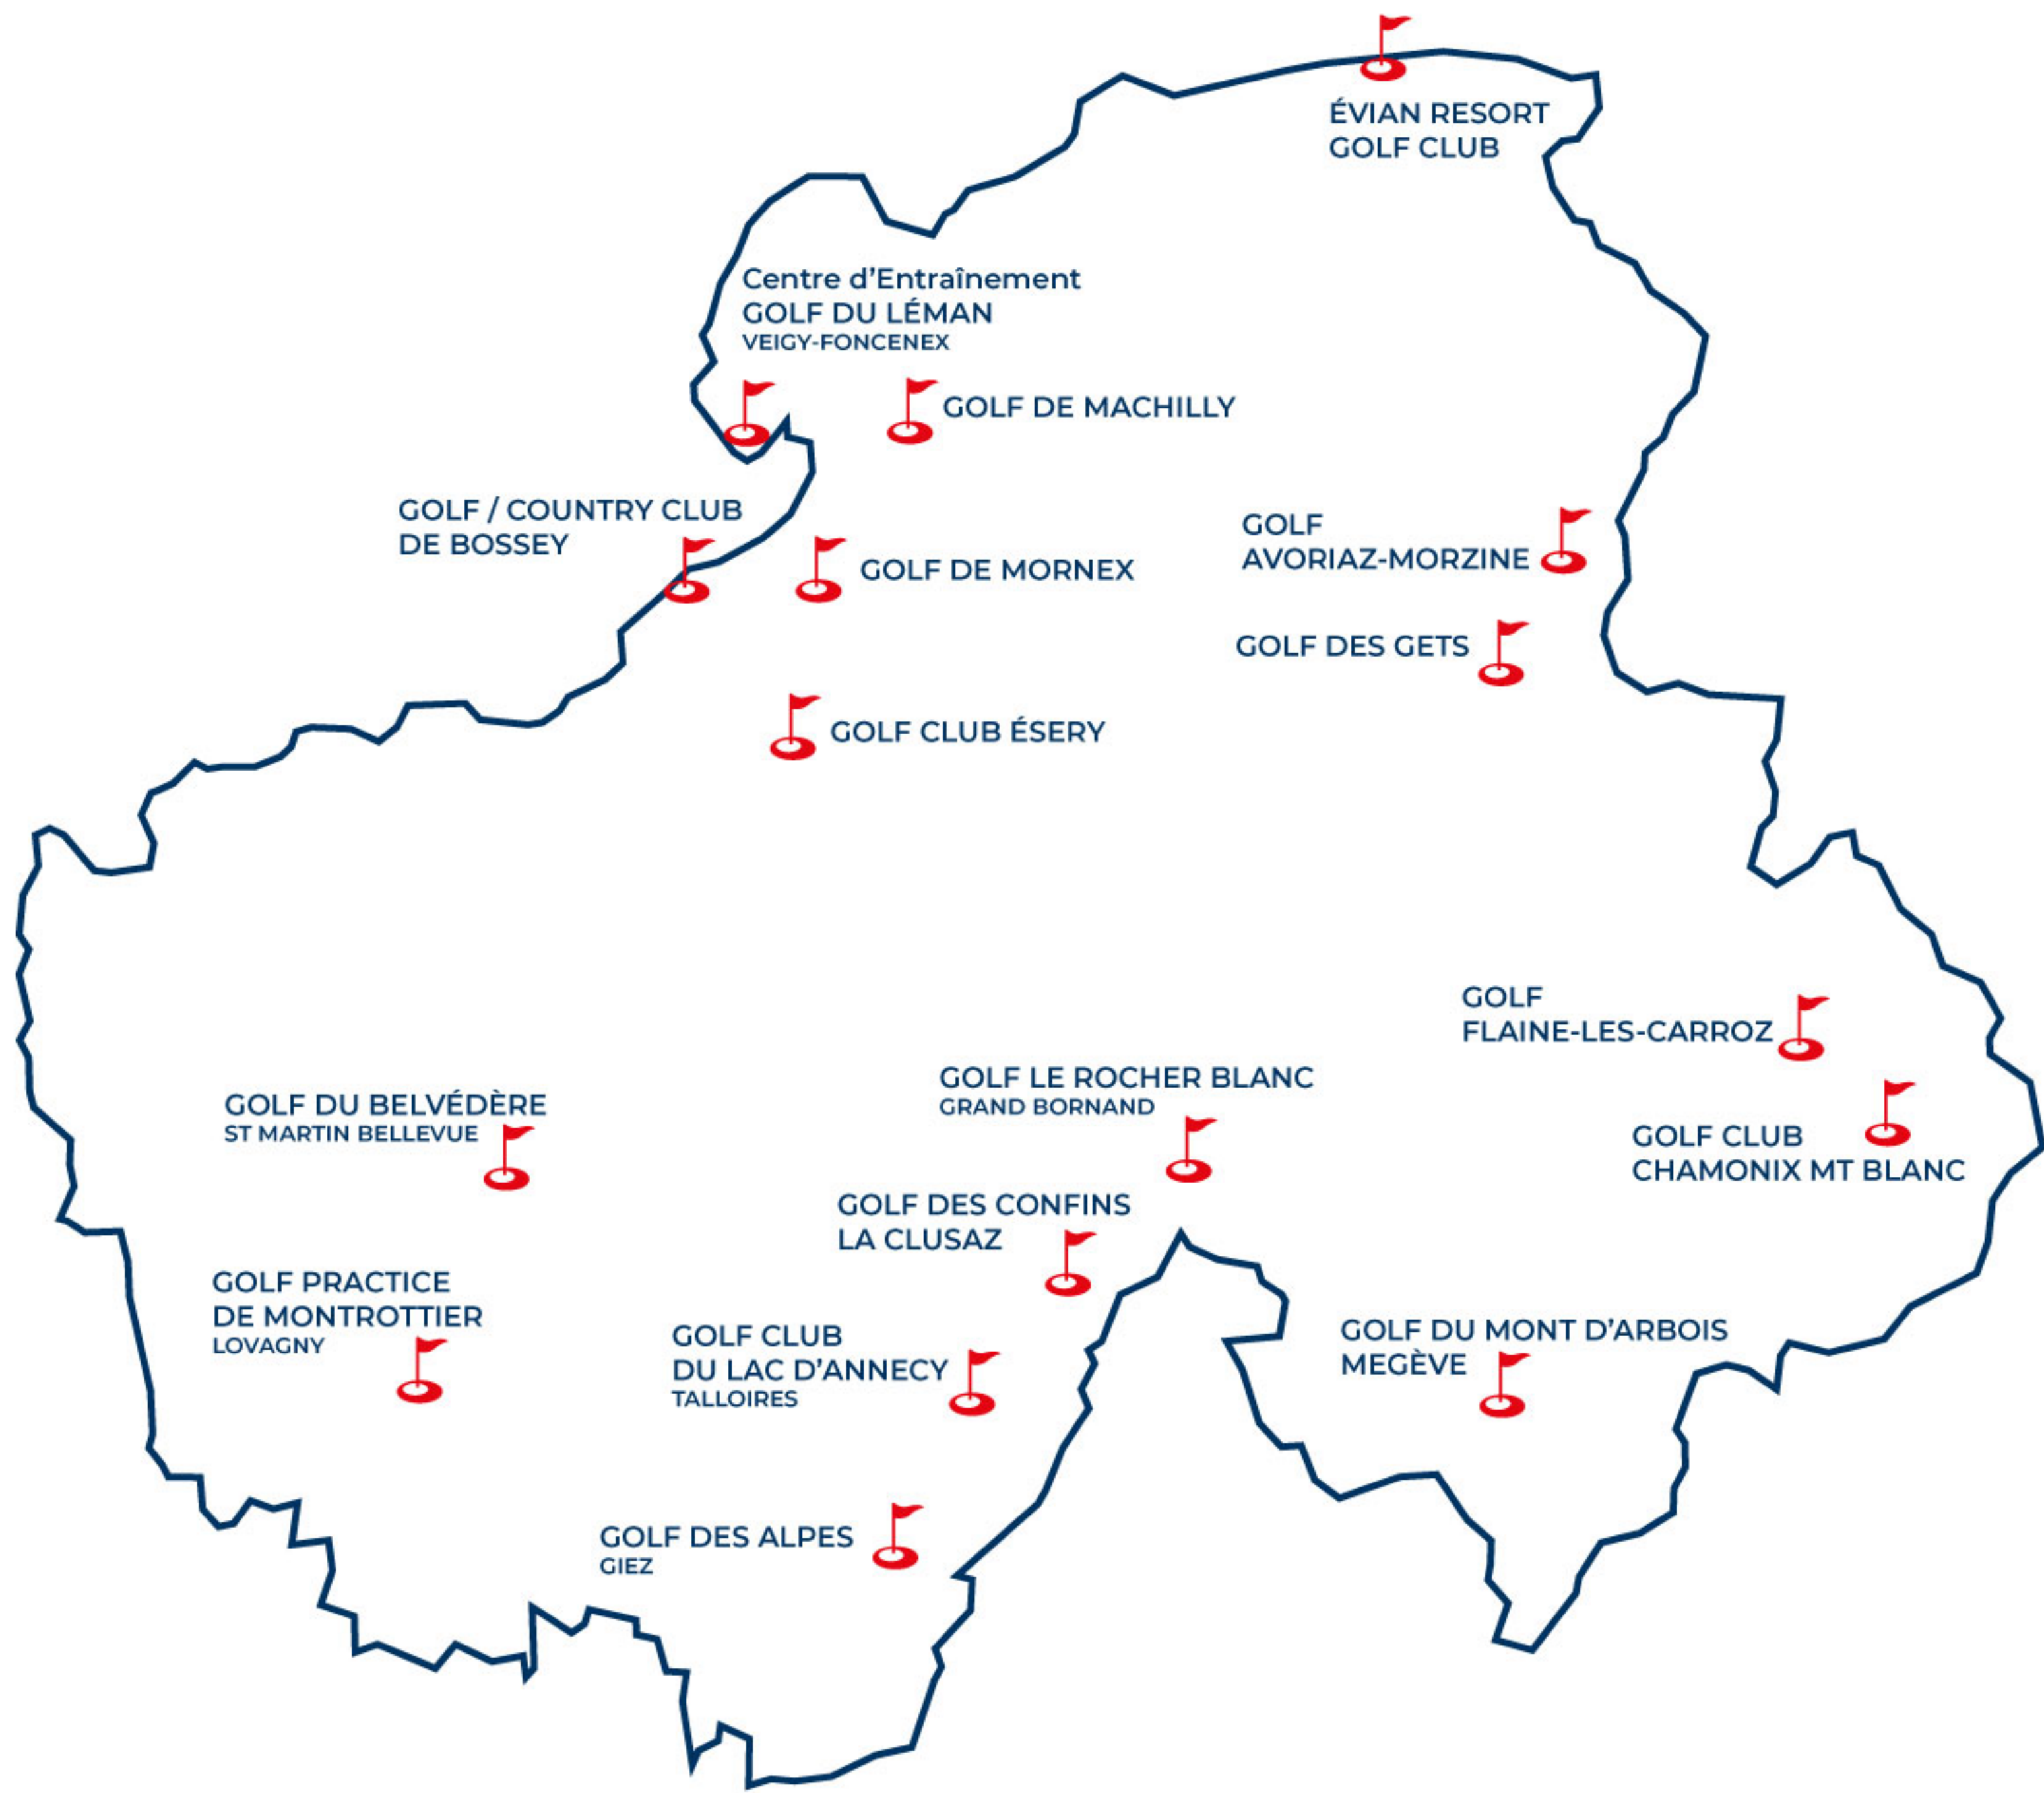 ÉVIAN RESORT
GOLF CLUB
Centre d'Entraînement
GOLF DU LÉMAN
VEIGY-FONCENEX
GOLF DE MACHILLY
GOLF / COUNTRY CLUB
DE BOSSEY
GOLF DE MORNEX
GOLF
AVORIAZ-MORZINE
GOLF DES GETS
GOLF CLUB ÉSERY
GOLF
FLAINE-LES-CARROZ
GOLF LE ROCHER BLANC
GRAND BORNAND
GOLF DU BELVÉDÈRE
ST MARTIN BELLEVUE
GOLF CLUB
CHAMONIX MT BLANC
GOLF DES CONFINS
LA CLUSAZ
GOLF PRACTICE
DE MONTROTTIER
LOVAGNY
GOLF CLUB
DU LAC D'ANNECY
TALLOIRES
GOLF DU MONT D'ARBOIS
MEGÈVE
GOLF DES ALPES
GIEZ